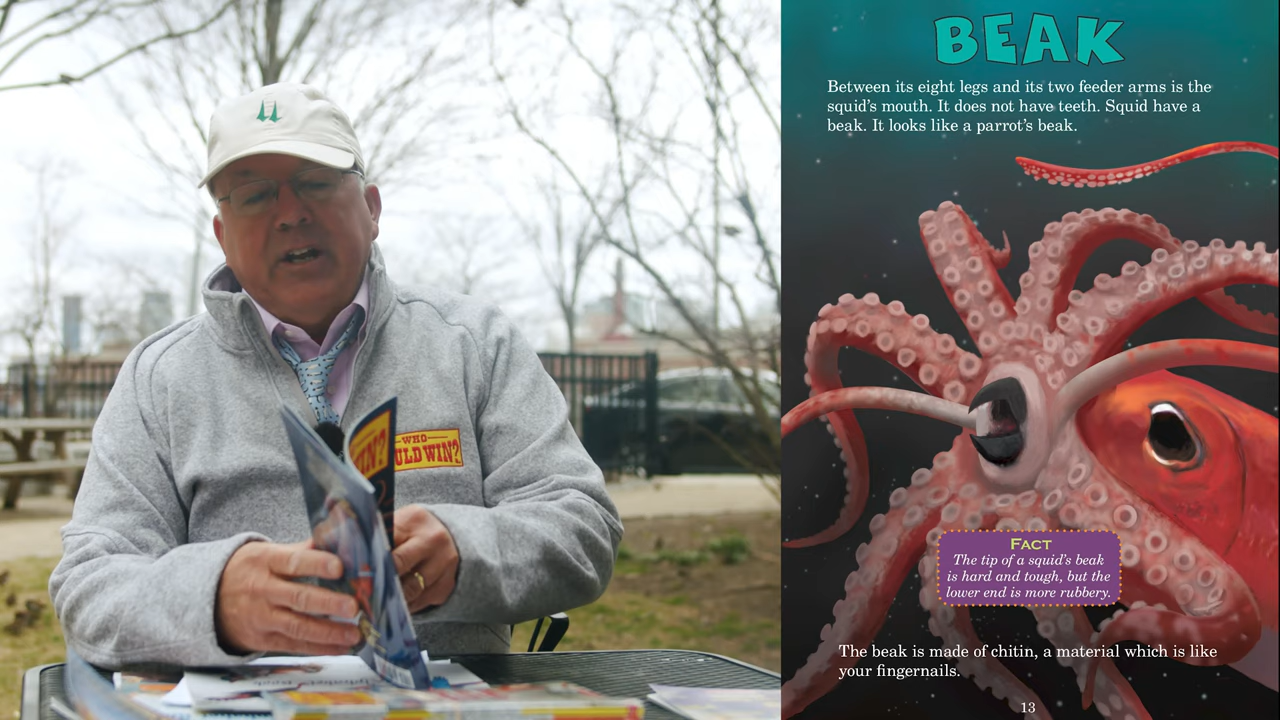 WHO
ULD WIN?
IN?
BEAK
Between its eight legs and its two feeder arms is the
squid's mouth. It does not have teeth. Squid have a
beak. It looks like a parrot's beak.
FACT
The tip of a squid's beak
is hard and tough, but the
lower end is more rubbery.
The beak is made of chitin, a material which is like
your fingernails.
13